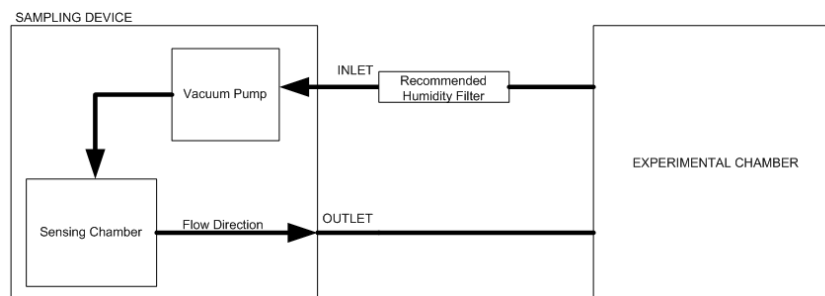 SAMPLING DEVICE
INLET
Recommended
Humidity Filter
Vacuum Pump
EXPERIMENTAL CHAMBER
Sensing Chamber
Flow Direction
OUTLET